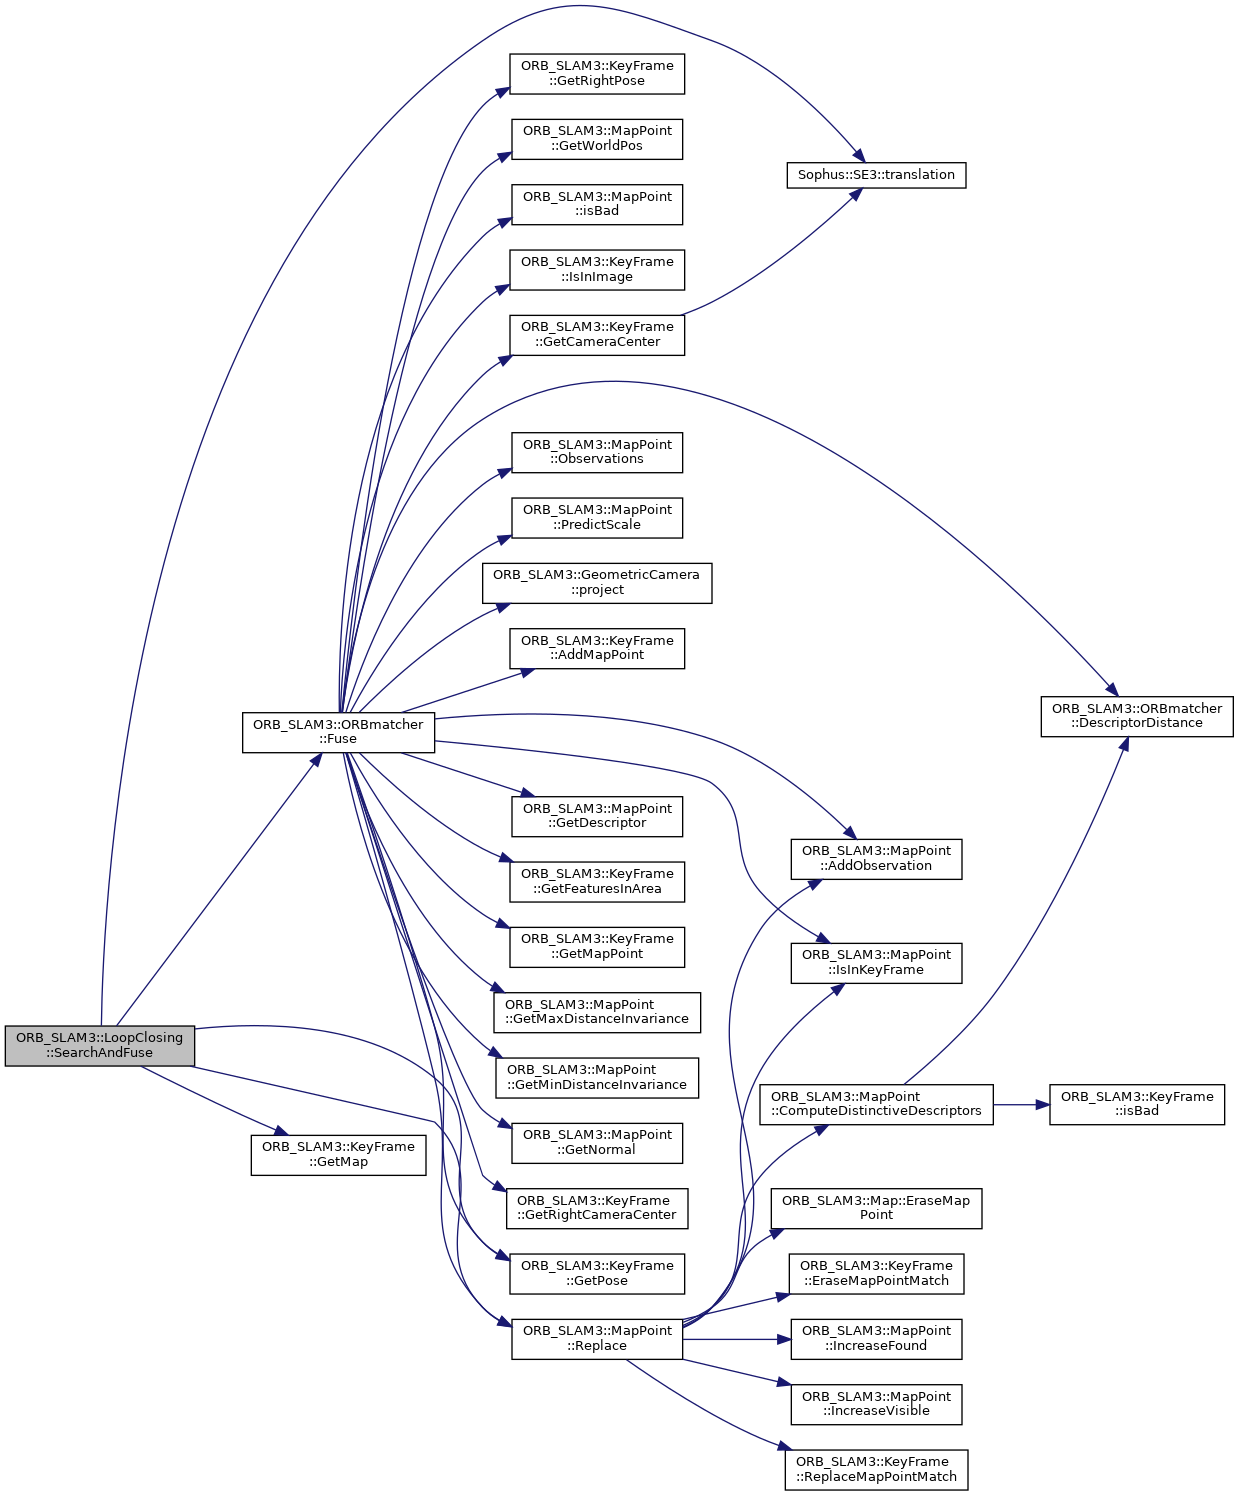 ORB_SLAM3::KeyFrame
::GetRightPose
ORB_SLAM3::MapPoint
::GetWorldPos
Sophus::SE3::translation
ORB_SLAM3::MapPoint
::isBad
ORB_SLAM3::KeyFrame
::IsInImage
ORB_SLAM3::KeyFrame
::GetCameraCenter
ORB_SLAM3::MapPoint
::Observations
ORB_SLAM3::MapPoint
::PredictScale
ORB_SLAM3::GeometricCamera
::project
ORB_SLAM3::KeyFrame
::AddMapPoint
ORB_SLAM3::ORBmatcher
::DescriptorDistance
ORB_SLAM3::ORBmatcher
::Fuse
ORB_SLAM3::MapPoint
::GetDescriptor
ORB_SLAM3::MapPoint
::AddObservation
ORB_SLAM3::KeyFrame
::GetFeaturesInArea
ORB_SLAM3::KeyFrame
::GetMapPoint
ORB_SLAM3::MapPoint
::IsInKeyFrame
ORB_SLAM3::MapPoint
::GetMaxDistanceInvariance
ORB_SLAM3::LoopClosing
::SearchAndFuse
ORB_SLAM3::MapPoint
::GetMinDistanceInvariance
ORB_SLAM3::MapPoint
::ComputeDistinctiveDescriptors
ORB_SLAM3::KeyFrame
::isBad
ORB_SLAM3::MapPoint
::GetNormal
ORB_SLAM3::KeyFrame
::GetMap
ORB_SLAM3::KeyFrame
::GetRightCameraCenter
ORB_SLAM3::Map::EraseMap
Point
ORB_SLAM3::KeyFrame
::GetPose
ORB_SLAM3::KeyFrame
::EraseMapPointMatch
ORB_SLAM3::MapPoint
::Replace
ORB_SLAM3::MapPoint
::IncreaseFound
ORB_SLAM3::MapPoint
::IncreaseVisible
ORB_SLAM3::KeyFrame
::ReplaceMapPointMatch